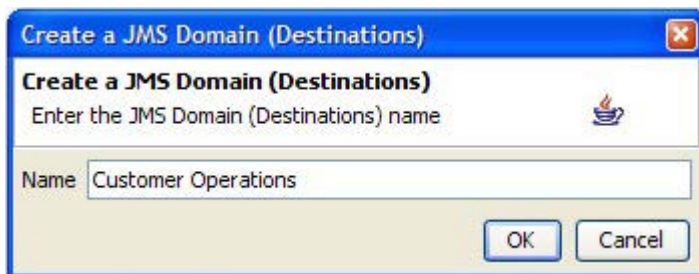 Create a JMS Domain (Destinations)
Create a JMS Domain (Destinations)
Enter the JMS Domain (Destinations) name
Name Customer Operations
OK Cancel